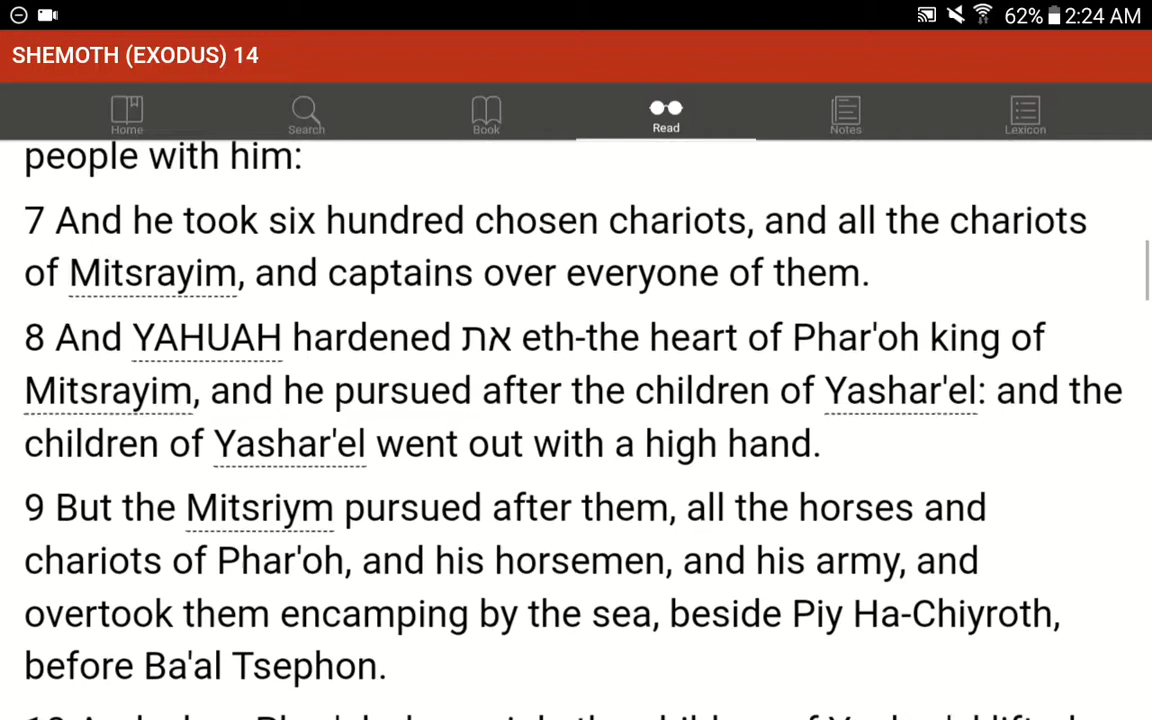 62% 2:24 AM
SHEMOTH (EXODUS) 14
Home Search Book Read Notes Lexicon
people with him:
7 And he took six hundred chosen chariots, and all the chariots
of Mitsrayim, and captains over everyone of them.
8 And YAHUAH hardened את eth-the heart of Phar'oh king of
Mitsrayim, and he pursued after the children of Yashar'el: and the
children of Yashar'el went out with a high hand.
9 But the Mitsriym pursued after them, all the horses and
chariots of Phar'oh, and his horsemen, and his army, and
overtook them encamping by the sea, beside Piy Ha-Chiyroth,
before Ba'al Tsephon.